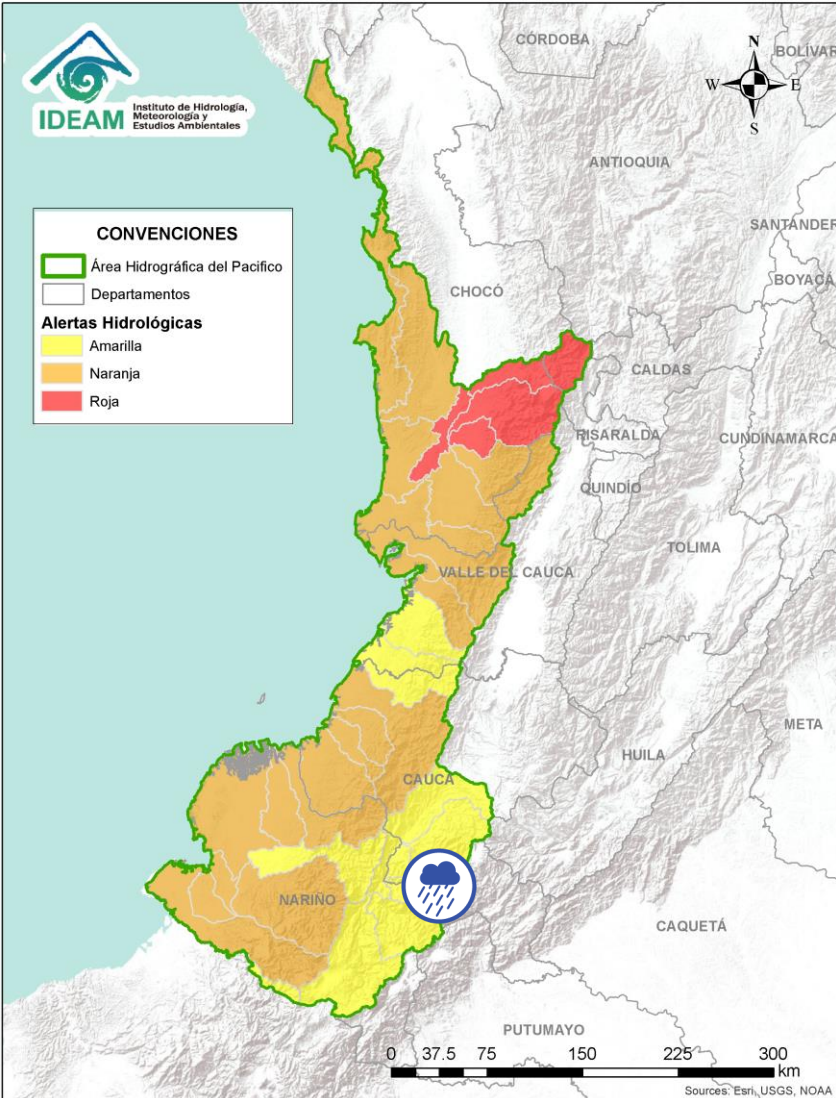 IDEAM
Instituto de Hidrología,
Meteorología y
Estudios Ambientales
N
W
E
S
CÓRDOBA
BOLÍVAR
ANTIOQUIA
SANTANDER
BOYACÁ
CONVENCIONES
Área Hidrográfica del Pacifico
Departamentos
Alertas Hidrológicas
Amarilla
Naranja
Roja
CHOCÓ
CALDAS
RISARALDA
CUNDINAMARCA
QUINDÍO
TOLIMA
VALLE DEL CAUCA
META
HUILA
CAUCA
NARIÑO
CAQUETÁ
PUTUMAYO
0 37.5 75 150 225 300
km
Sources: Esri, USGS, NOAA